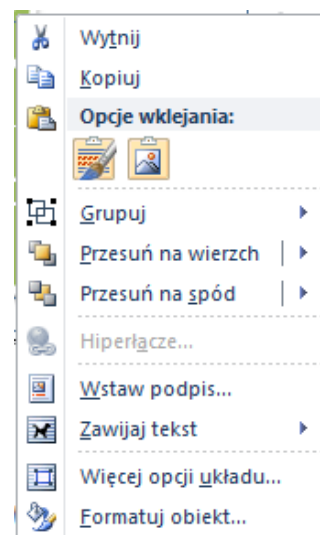 Wytnij
Kopiuj
Opcje wklejania:
Grupuj
Przesuń na wierzch
Przesuń na spód
Hiperłącze...
Wstaw podpis...
Zawijaj tekst
Więcej opcji układu...
Formatuj obiekt...